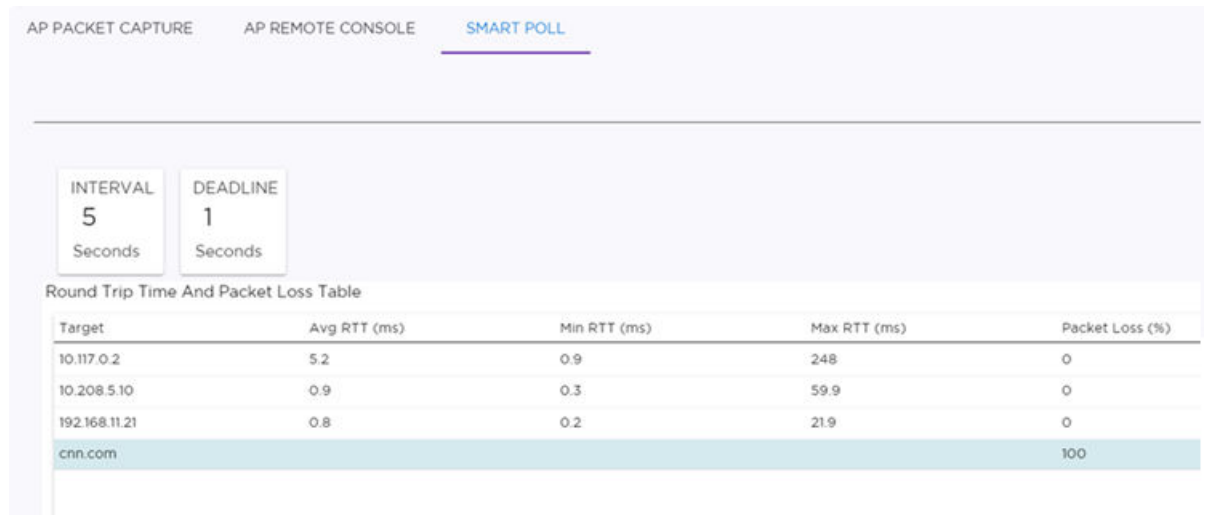 AP PACKET CAPTURE AP REMOTE CONSOLE SMART POLL
INTERVAL DEADLINE
5 1
Seconds Seconds
Round Trip Time And Packet Loss Table
Target Avg RTT (ms) Min RTT (ms) Max RTT (ms) Packet Loss (%)
10.117.0.2 5.2 0.9 248 0
10.208.5.10 0.9 0.3 59.9 0
192.168.11.21 0.8 0.2 21.9 0
cnn.com 100